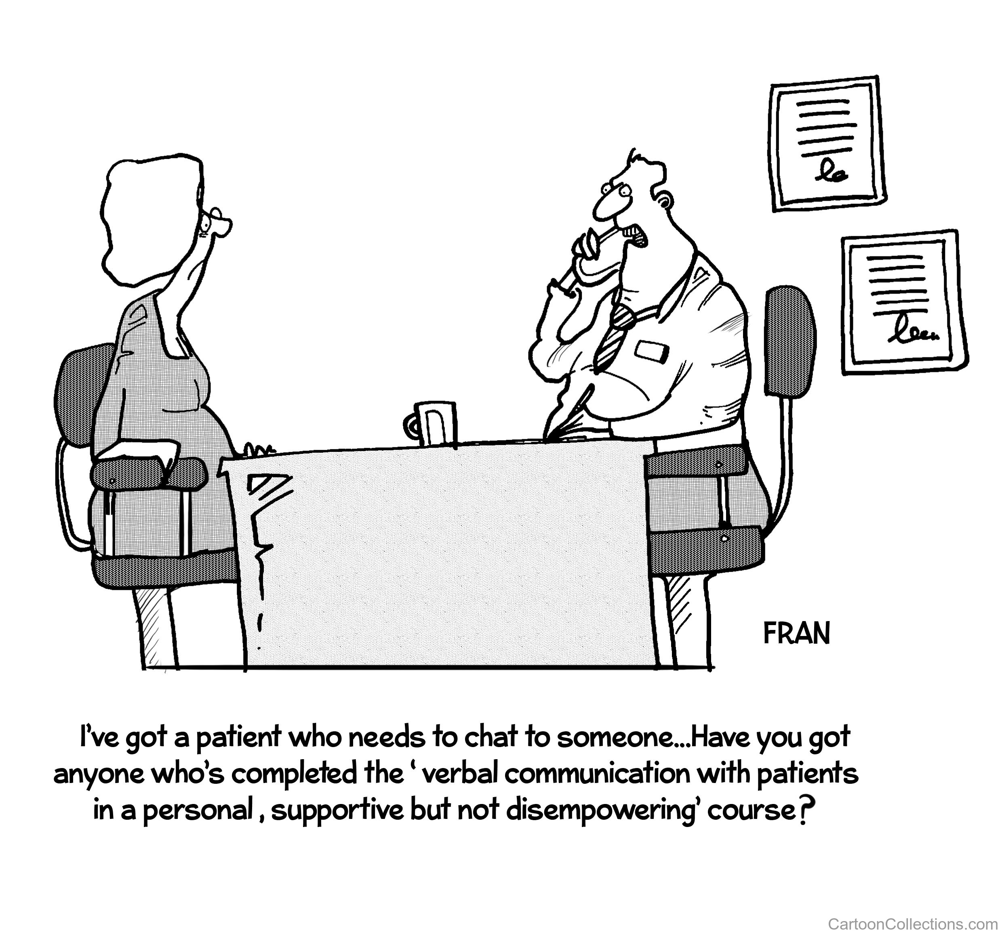 FRAN
I've got a patient who needs to chat to someone...Have you got
anyone who's completed the ‘ verbal communication with patients
in a personal , supportive but not disempowering’ course?
CartoonCollections.com